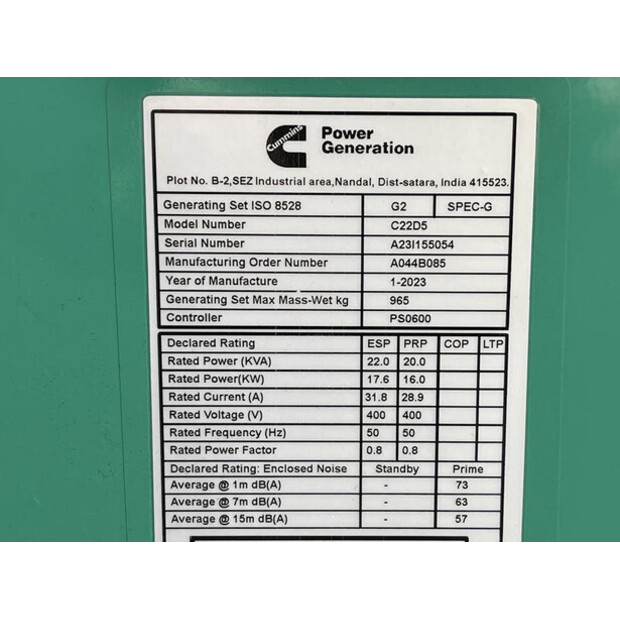 Cummins
Power
Generation
Plot No. B-2,SEZ Industrial area,Nandal, Dist-satara, India 415523.
Generating Set ISO 8528 G2 SPEC-G
Model Number C22D5
Serial Number A23I155054
Manufacturing Order Number A044B085
Year of Manufacture 1-2023
Generating Set Max Mass-Wet kg 965
Controller PS0600
Declared Rating ESP PRP COP LTP
Rated Power (KVA) 22.0 20.0
Rated Power(KW) 17.6 16.0
Rated Current (A) 31.8 28.9
Rated Voltage (V) 400 400
Rated Frequency (Hz) 50 50
Rated Power Factor 0.8 0.8
Declared Rating: Enclosed Noise Standby Prime
Average @ 1m dB(A) - 73
Average @ 7m dB(A) - 63
Average @ 15m dB(A) - 57